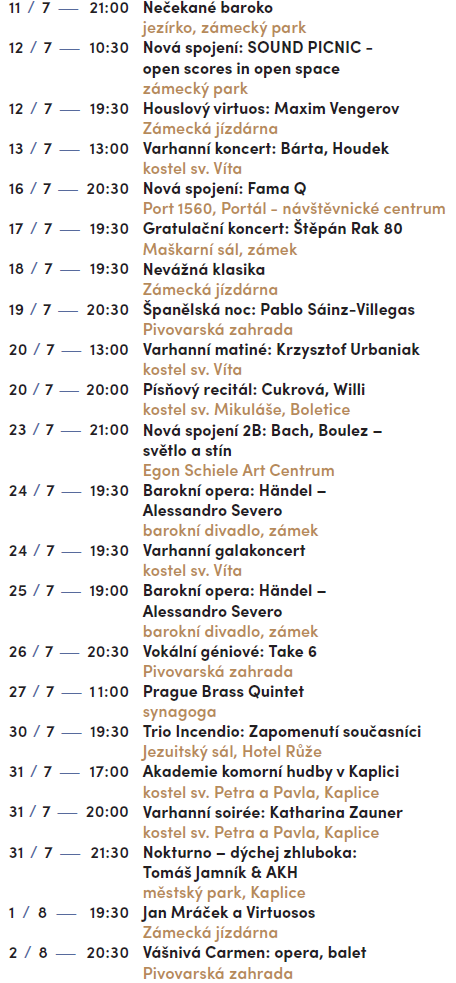 11 / 7 — 21:00 Nečekané baroko
jezírko, zámecký park
12 / 7 — 10:30 Nová spojení: SOUND PICNIC -
open scores in open space
zámecký park
12 / 7 — 19:30 Houslový virtuos: Maxim Vengerov
Zámecká jízdárna
13 / 7 — 13:00 Varhanní koncert: Bárta, Houdek
kostel sv. Víta
16 / 7 — 20:30 Nová spojení: Fama Q
Port 1560, Portál - návštěvnické centrum
17 / 7 — 19:30 Gratulační koncert: Štěpán Rak 80
Maškarní sál, zámek
18 / 7 — 19:30 Nevážná klasika
Zámecká jízdárna
19 / 7 — 20:30 Španělská noc: Pablo Sáinz-Villegas
Pivovarská zahrada
20 / 7 — 13:00 Varhanní matiné: Krzysztof Urbaniak
kostel sv. Víta
20 / 7 — 20:00 Písňový recitál: Cukrová, Willi
kostel sv. Mikuláše, Boletice
23 / 7 — 21:00 Nová spojení 2B: Bach, Boulez –
světlo a stín
Egon Schiele Art Centrum
24 / 7 — 19:30 Barokní opera: Händel –
Alessandro Severo
barokní divadlo, zámek
24 / 7 — 19:30 Varhanní galakoncert
kostel sv. Víta
25 / 7 — 19:00 Barokní opera: Händel –
Alessandro Severo
barokní divadlo, zámek
26 / 7 — 20:30 Vokální géniové: Take 6
Pivovarská zahrada
27 / 7 — 11:00 Prague Brass Quintet
synagoga
30 / 7 — 19:30 Trio Incendio: Zapomenutí současníci
Jezuitský sál, Hotel Růže
31 / 7 — 17:00 Akademie komorní hudby v Kaplici
kostel sv. Petra a Pavla, Kaplice
31 / 7 — 20:00 Varhanní soirée: Katharina Zauner
kostel sv. Petra a Pavla, Kaplice
31 / 7 — 21:30 Nokturno – dýchej zhluboka:
Tomáš Jamník & AKH
městský park, Kaplice
1 / 8 — 19:30 Jan Mráček a Virtuosos
Zámecká jízdárna
2 / 8 — 20:30 Vášnivá Carmen: opera, balet
Pivovarská zahrada